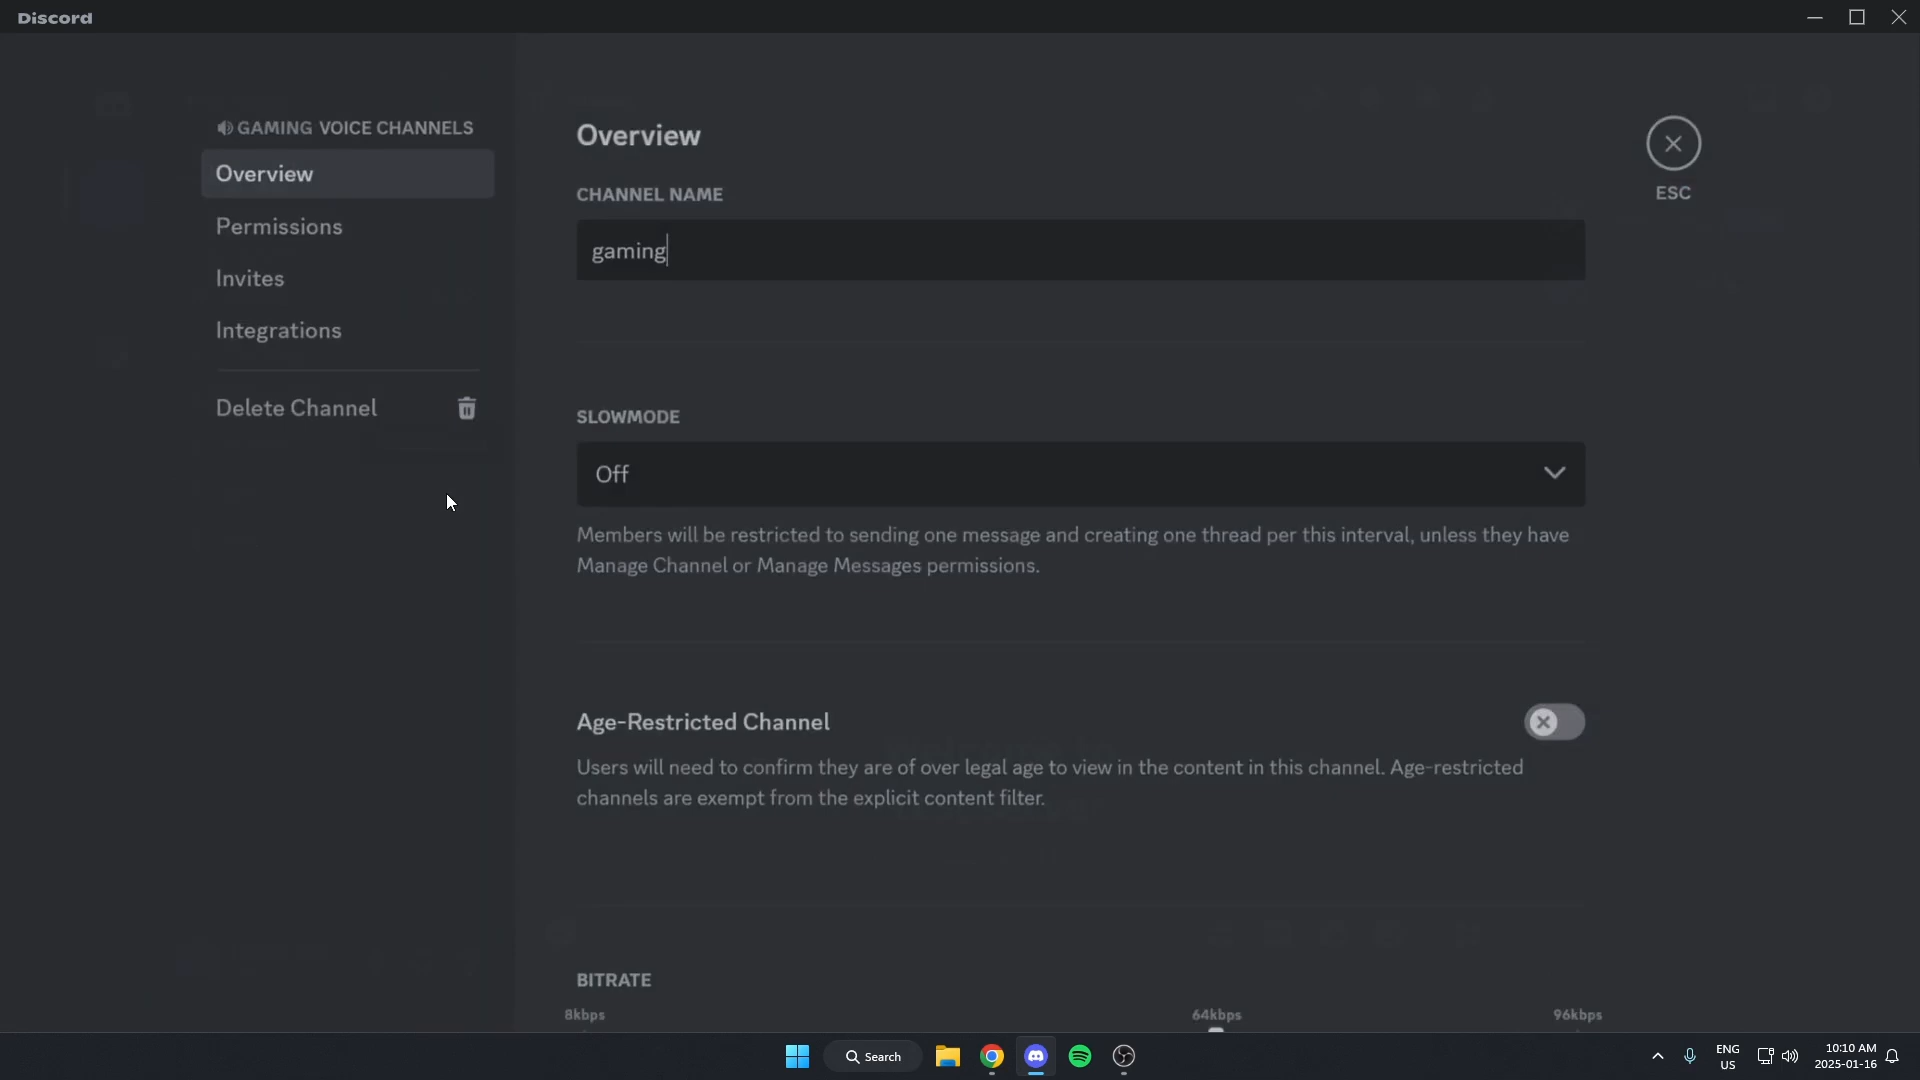 Discord
GAMING VOICE CHANNELS
Overview
Permissions
Invites
Integrations
Delete Channel
Overview
CHANNEL NAME
gaming
ESC
SLOWMODE
Off
Members will be restricted to sending one message and creating one thread per this interval, unless they have
Manage Channel or Manage Messages permissions.
Age-Restricted Channel
Users will need to confirm they are of over legal age to view in the content in this channel. Age-restricted
channels are exempt from the explicit content filter.
BITRATE
8kbps
64kbps
96kbps
Search
ENG
US
10:10 AM
2025-01-16